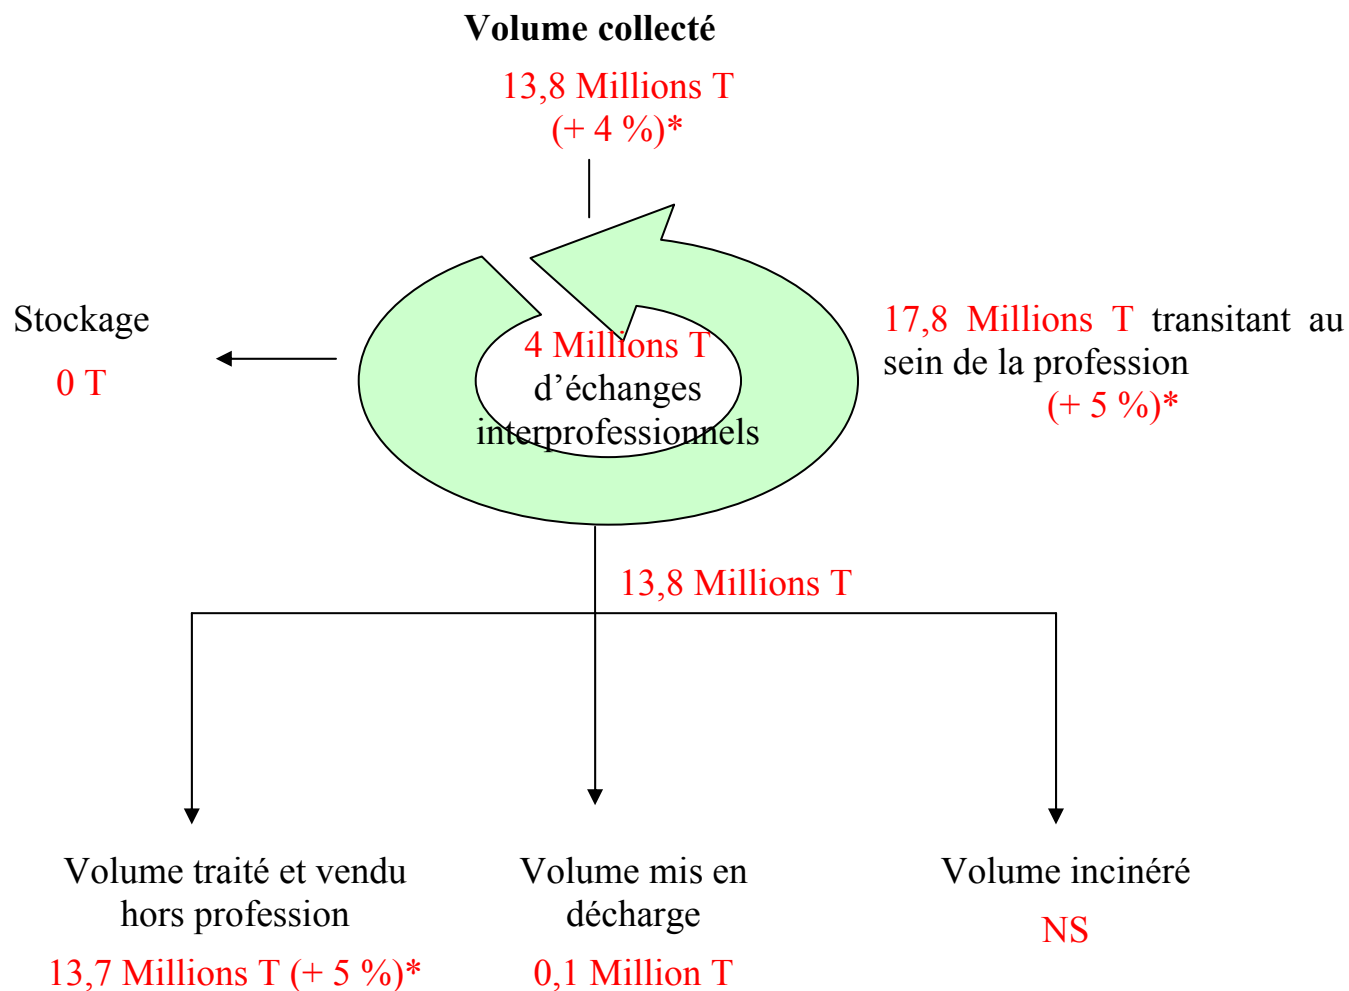 Volume collecté
13,8 Millions T
(+ 4 %)*
Stockage
0 T
4 Millions T
d’échanges
interprofessionnels
17,8 Millions T transitant au
sein de la profession
(+ 5 %)*
13,8 Millions T
Volume traité et vendu
hors profession
13,7 Millions T (+ 5 %)*
Volume mis en
décharge
0,1 Million T
Volume incinéré
NS